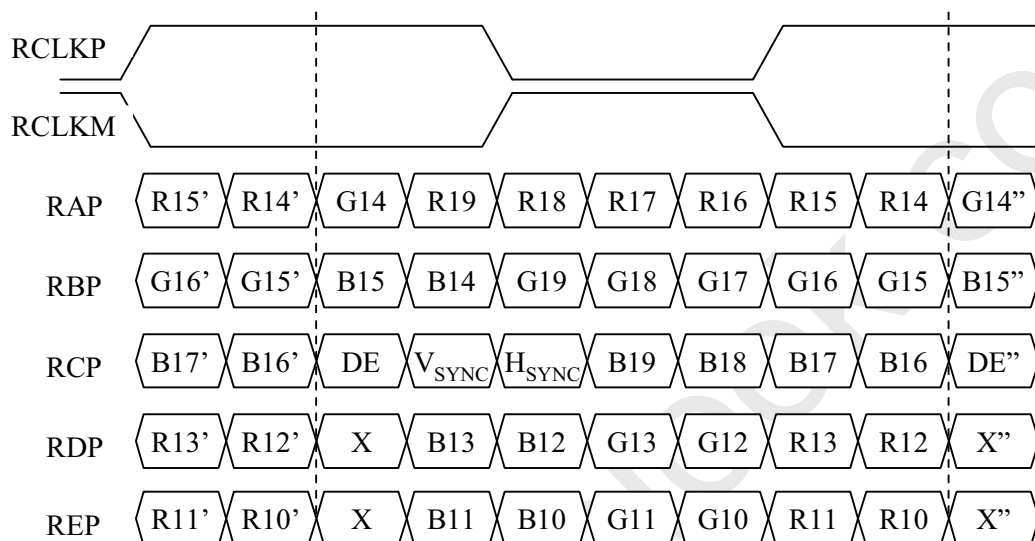 RCLKP
RCLKM
RAP R15’ R14’ G14 R19 R18 R17 R16 R15 R14 G14”
RBP G16’ G15’ B15 B14 G19 G18 G17 G16 G15 B15”
RCP B17’ B16’ DE VSYNC HSYNC B19 B18 B17 B16 DE”
RDP R13’ R12’ X B13 B12 G13 G12 R13 R12 X”
REP R11’ R10’ X B11 B10 G11 G10 R11 R10 X”